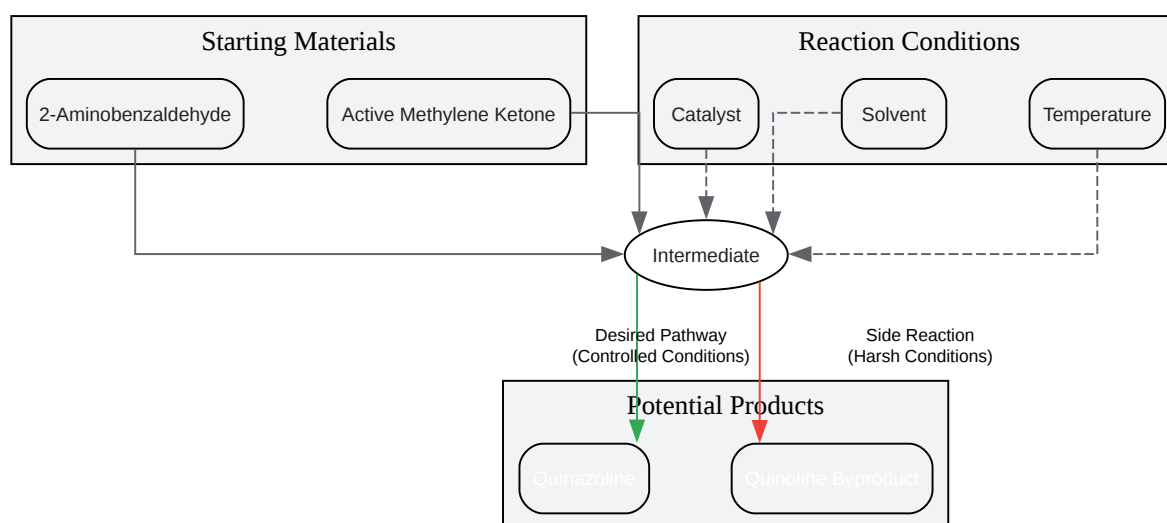 Starting Materials
Reaction Conditions
2-Aminobenzaldehyde
Active Methylene Ketone
Catalyst
Solvent
Temperature
Intermediate
Desired Pathway
(Controlled Conditions)
Side Reaction
(Harsh Conditions)
Potential Products
Quinazoline
Quinoline Byproduct